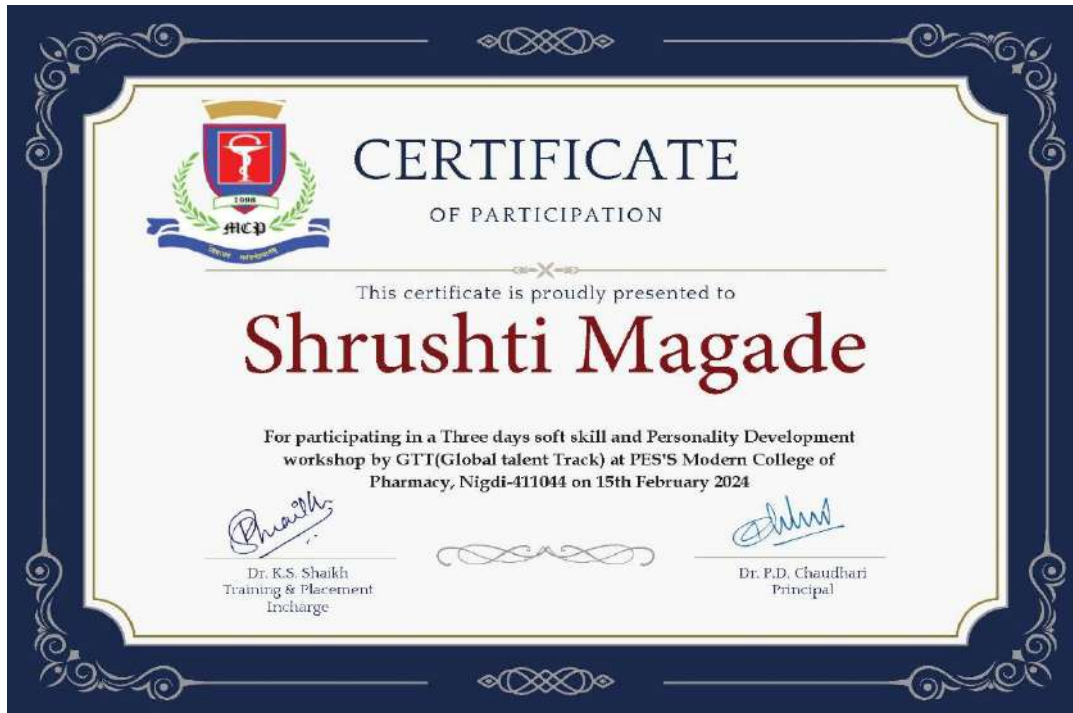 CERTIFICATE
OF PARTICIPATION
MCP
This certificate is proudly presented to
Shrushti Magade
For participating in a Three days soft skill and Personality Development
workshop by GTT(Global talent Track) at PES'S Modern College of
Pharmacy, Nigdi-411044 on 15th February 2024
Dr. K.S. Shaikh
Training & Placement
Incharge
Dr. P.D. Chaudhari
Principal